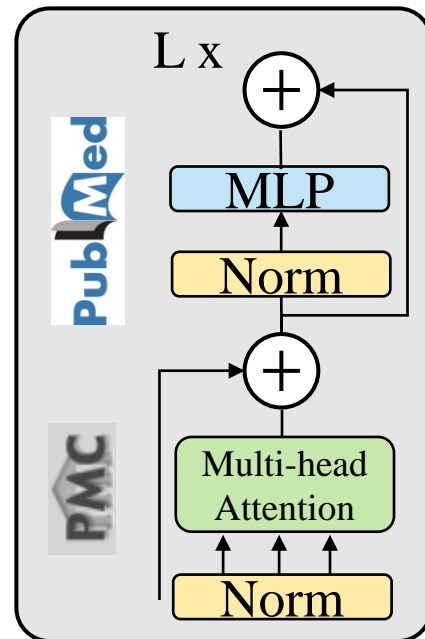 L x
MLP
Norm
Multi-head
Attention
Norm
PubMed
PMC